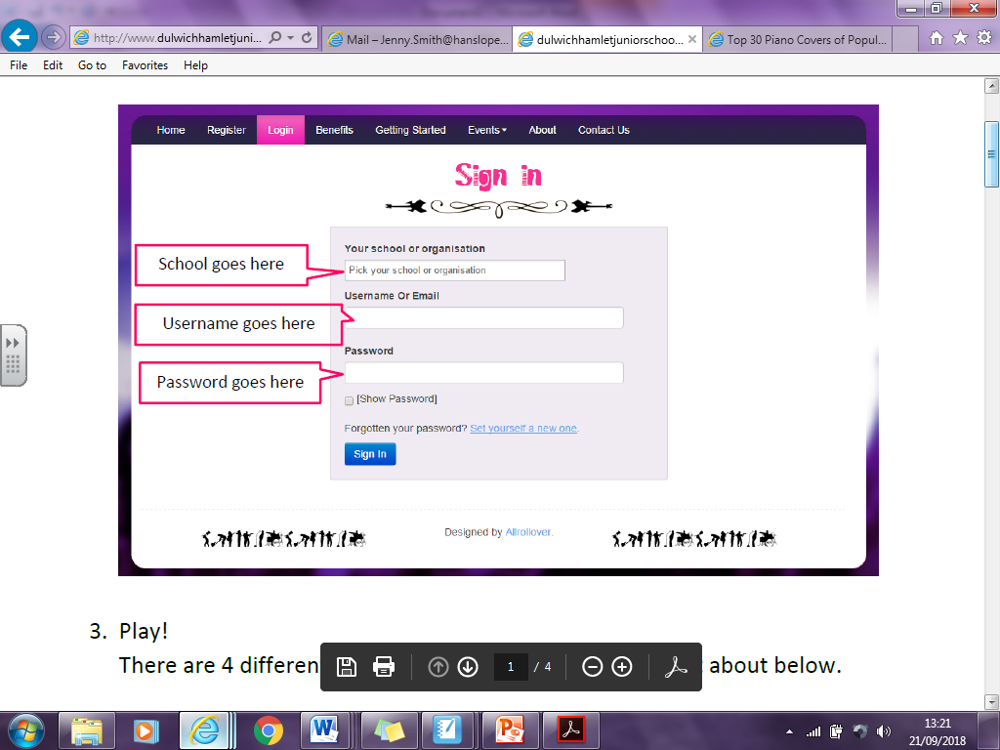 http://www.dulwichhamletjuni...
Mail – Jenny.Smith@hanslope...
dulwichhamletjuniorschoo...
Top 30 Piano Covers of Popul...
File Edit Go to Favorites Help
Home Register Login Benefits Getting Started Events About Contact Us
Sign in
Your school or organisation
School goes here
Pick your school or organisation
Username Or Email
Username goes here
Password
Password goes here
[Show Password]
Forgotten your password? Set yourself a new one.
Sign In
Designed by Allrollover.
3. Play!
There are 4 differen
about below.
1 / 4
13:21
21/09/2018